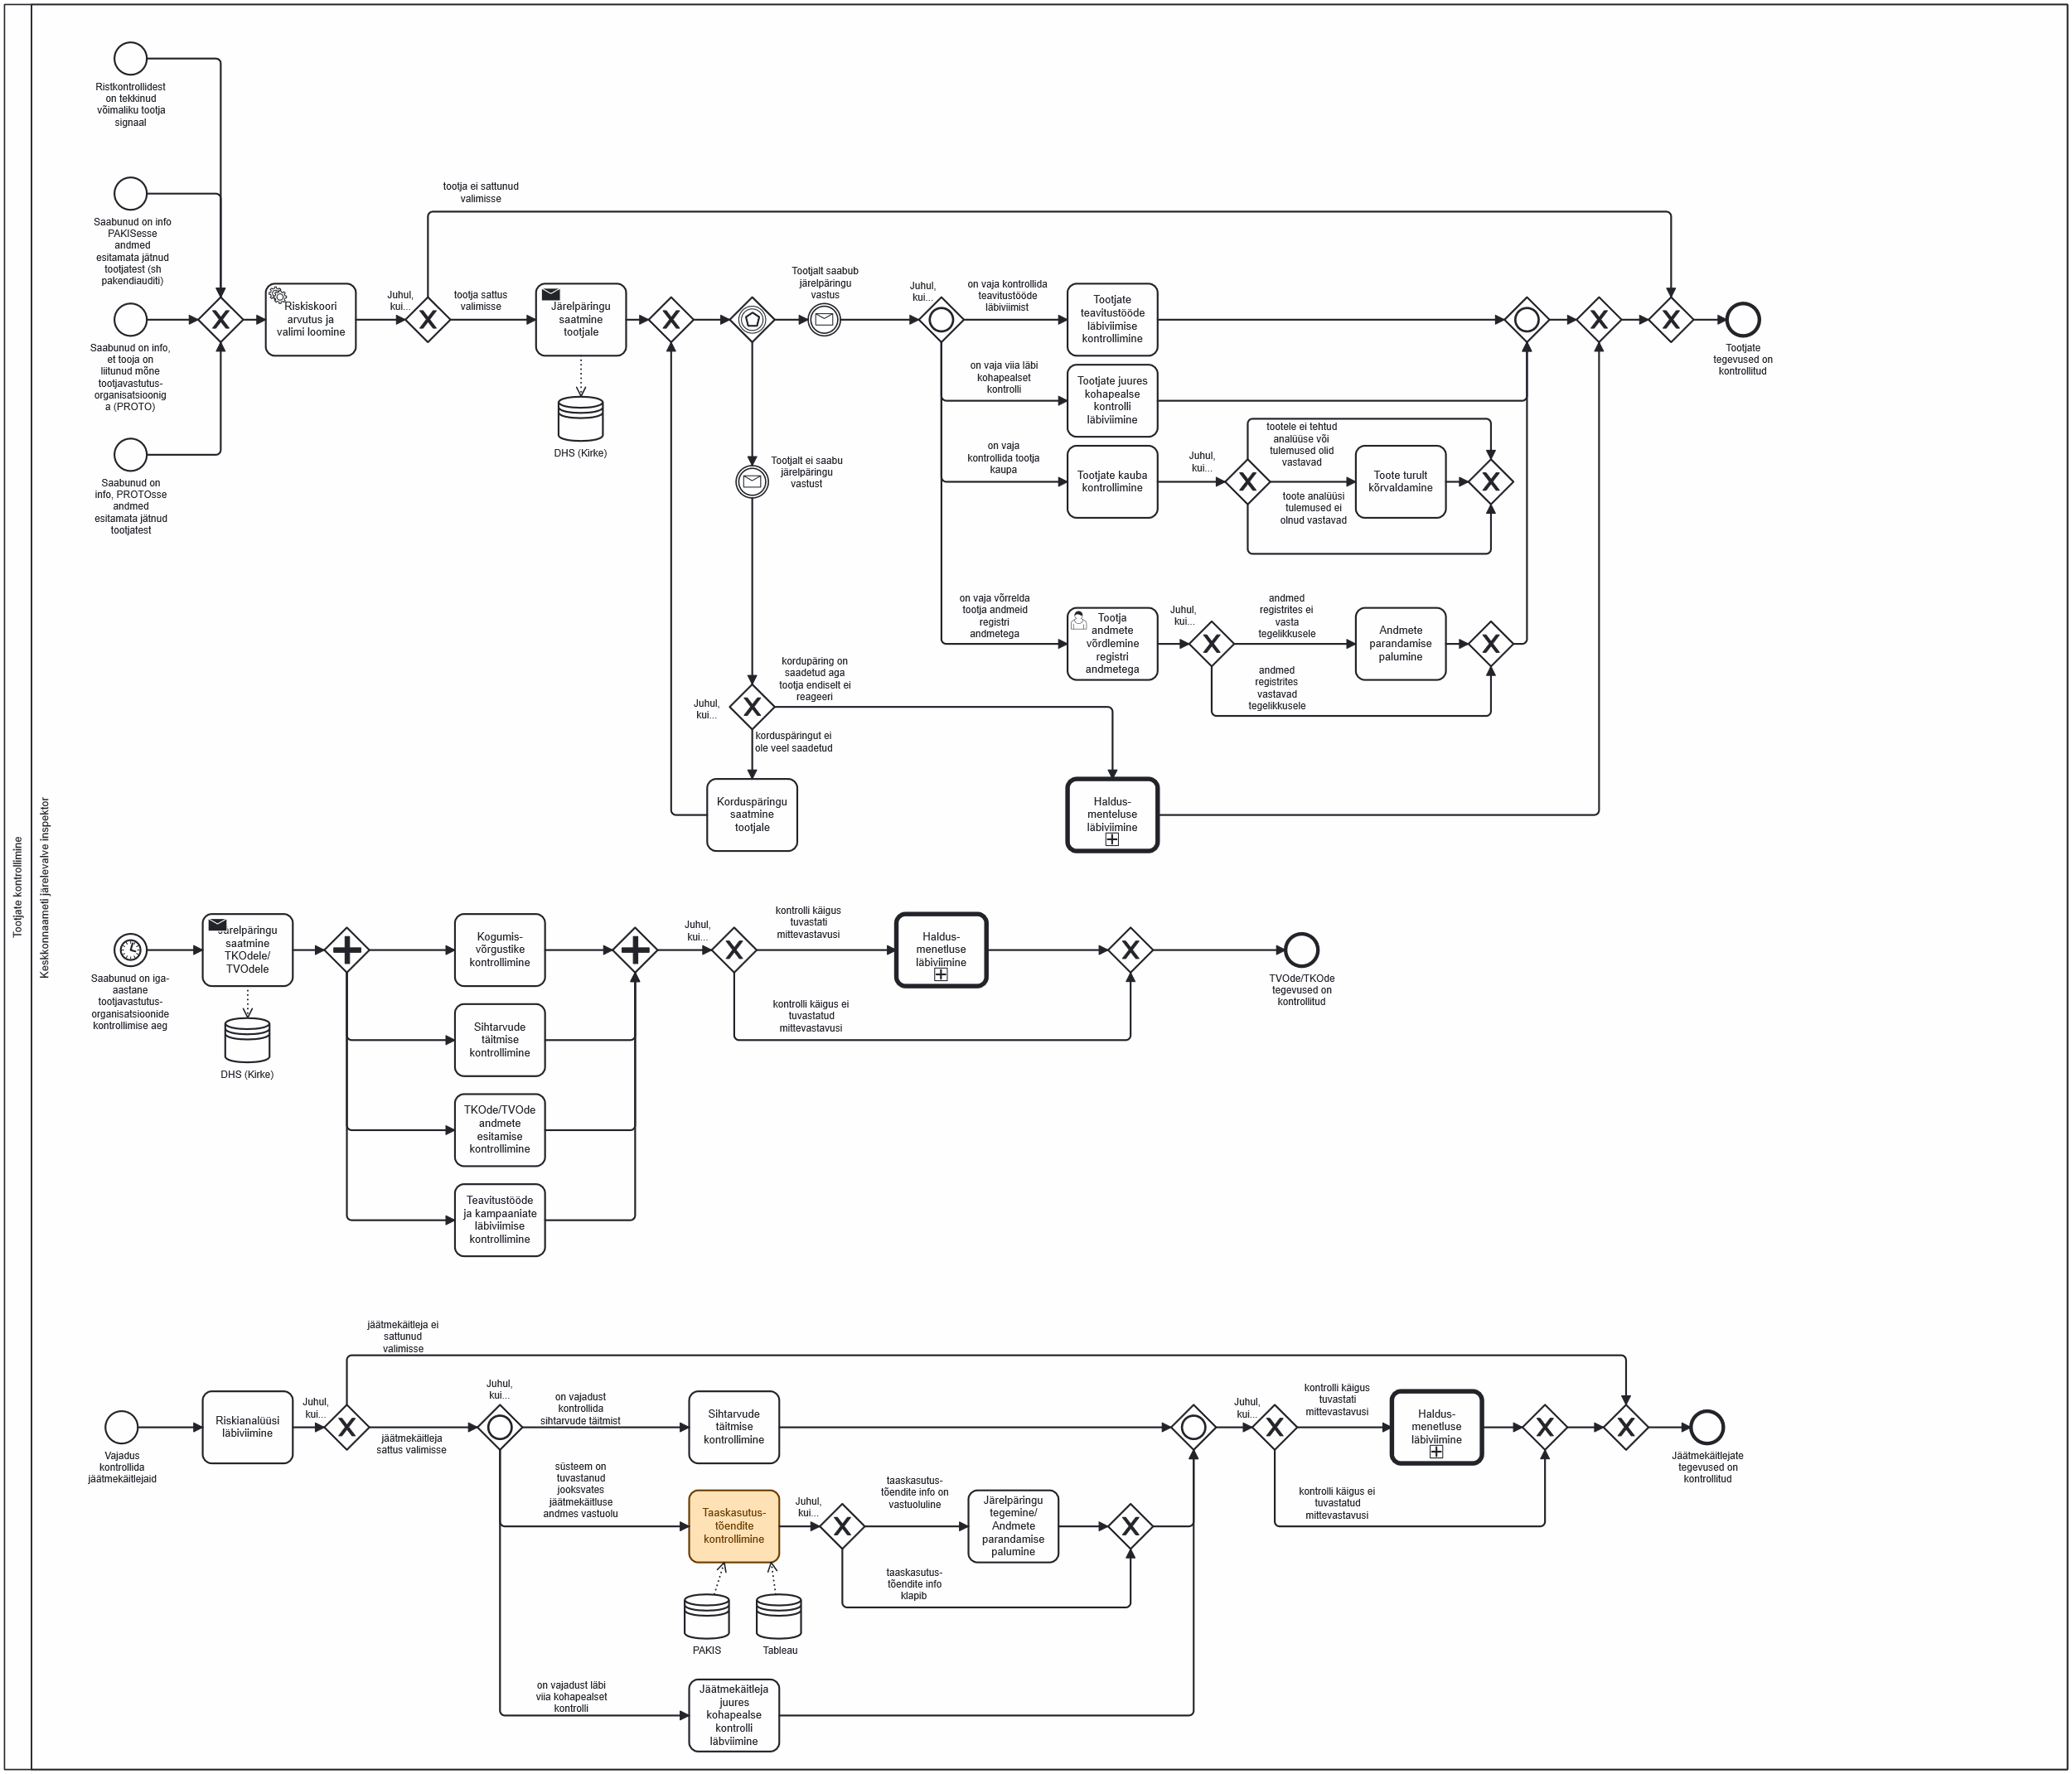 Tootjate kontrollimine
Keskkonnaameti järelevalve inspektor
Ristkontrollidest
on tekkinud
võimaliku tootja
signaal
Saabunud on info
PAKISesse
andmed
esitamata jätnud
tootjatest (sh
pakendiauditi)
Saabunud on info,
et tooja on
liitunud mõne
tootjavastutus-
organisatsioonig
a (PROTO)
Saabunud on
info, PROTOsse
andmed
esitamata jätnud
tootjatest
Riskiskoori
arvutus ja
valimi loomine
Juhul,
kui...
tootja ei sattunud
valimisse
tootja sattus
valimisse
Järelpäringu
saatmine
tootjale
DHS (Kirke)
Tootjalt saabub
järelpäringu
vastus
Tootjalt ei saabu
järelpäringu
vastust
Juhul,
kui...
kordupäring on
saadetud aga
tootja endiselt ei
reageeri
korduspäringut ei
ole veel saadetud
Korduspäringu
saatmine
tootjale
Haldus-
menteluse
läbiviimine
Juhul,
kui...
on vaja kontrollida
teavitustööde
läbiviimist
Tootjate
teavitustööde
läbiviimise
kontrollimine
on vaja viia läbi
kohapealset
kontrolli
Tootjate juures
kohapealse
kontrolli
läbiviimine
on vaja
kontrollida tootja
kaupa
Tootjate kauba
kontrollimine
Juhul,
kui...
tootele ei tehtud
analüüse või
tulemused olid
vastavad
toote analüüsi
tulemused ei
olnud vastavad
Toote turult
kõrvaldamine
on vaja võrrelda
tootja andmeid
registri
andmetega
Tootja
andmete
võrdlemine
registri
andmetega
Juhul,
kui...
andmed
registrites ei
vasta
tegelikkusele
andmed
registrites
vastavad
tegelikkusele
Andmete
parandamise
palumine
Tootjate
tegevused on
kontrollitud
Saabunud on iga-
aastane
tootjavastutus-
organisatsioonide
kontrollimise aeg
Järelpäringu
saatmine
TKOdele/
TVOdele
DHS (Kirke)
Kogumis-
võrgustike
kontrollimine
Sihtarvude
täitmise
kontrollimine
TKOde/TVOde
andmete
esitamise
kontrollimine
Teavitustööde
ja kampaaniate
läbiviimise
kontrollimine
Juhul,
kui...
kontrolli käigus
tuvastati
mittevastavusi
kontrolli käigus ei
tuvastatud
mittevastavusi
Haldus-
menetluse
läbiviimine
TVOde/TKOde
tegevused on
kontrollitud
Vajadus
kontrollida
jäätmekäitlejaid
Riskianalüüsi
läbiviimine
Juhul,
kui...
jäätmekäitleja ei
sattunud
valimisse
jäätmekäitleja
sattus valimisse
Juhul,
kui...
on vajadust
kontrollida
sihtarvude täitmist
Sihtarvude
täitmise
kontrollimine
süsteem on
tuvastanud
jooksvates
jäätmekäitluse
andmes vastuolu
Taaskasutus-
tõendite
kontrollimine
PAKIS
Tableau
Juhul,
kui...
taaskasutus-
tõendite info on
vastuoluline
taaskasutus-
tõendite info
klapib
Järelpäringu
tegemine/
Andmete
parandamise
palumine
on vajadust läbi
viia kohapealset
kontrolli
Jäätmekäitleja
juures
kohapealse
kontrolli
läbviimine
Juhul,
kui...
kontrolli käigus
tuvastati
mittevastavusi
kontrolli käigus ei
tuvastatud
mittevastavusi
Haldus-
menetluse
läbiviimine
Jäätmekäitlejate
tegevused on
kontrollitud